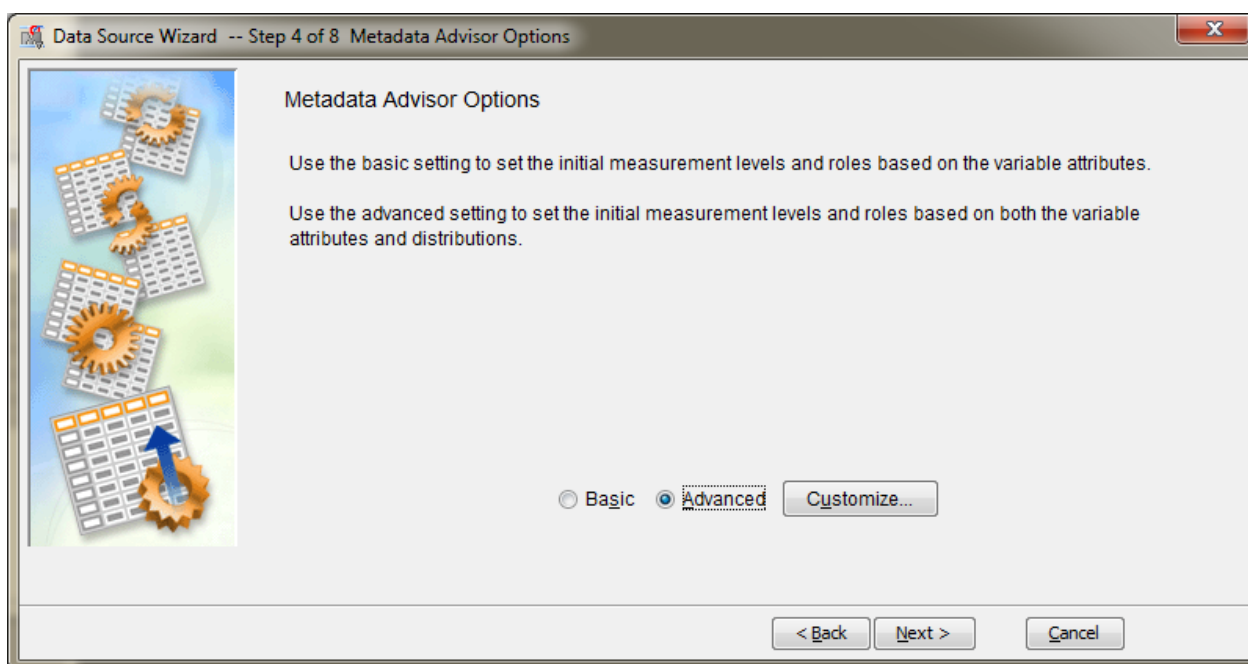 Data Source Wizard -- Step 4 of 8 Metadata Advisor Options
X
Metadata Advisor Options
Use the basic setting to set the initial measurement levels and roles based on the variable attributes.
Use the advanced setting to set the initial measurement levels and roles based on both the variable
attributes and distributions.
Basic Advanced Customize...
< Back Next > Cancel